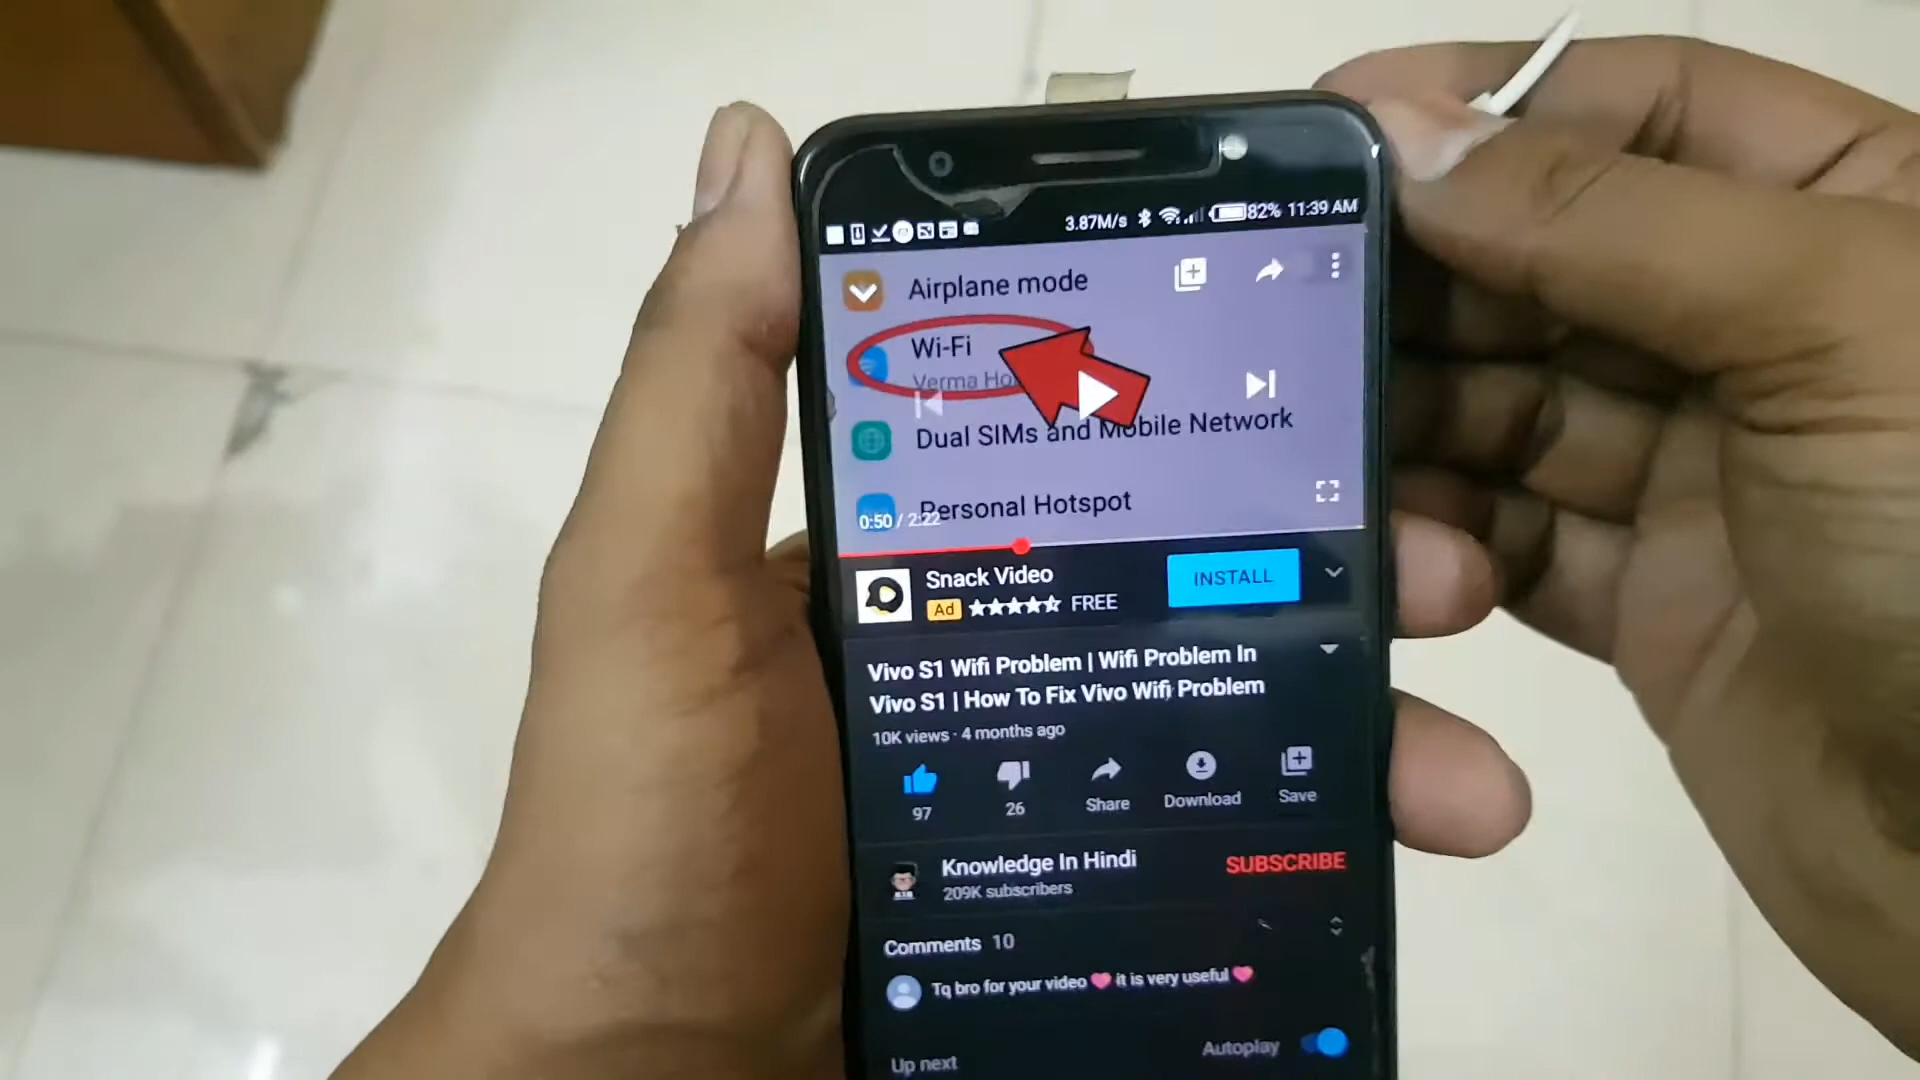 3.87M/s 82% 11:39 AM
Airplane mode
Wi-Fi
Verma
Dual SIMs and Mobile Network
Personal Hotspot
0:50 / 2:22
Snack Video
INSTALL
Ad FREE
Vivo S1 Wifi Problem | Wifi Problem In
Vivo S1 | How To Fix Vivo Wifi Problem
10K views · 4 months ago
97 26 Share Download Save
Knowledge In Hindi
SUBSCRIBE
209K subscribers
Comments 10
Tq bro for your video ❤ it is very useful ❤
Up next Autoplay